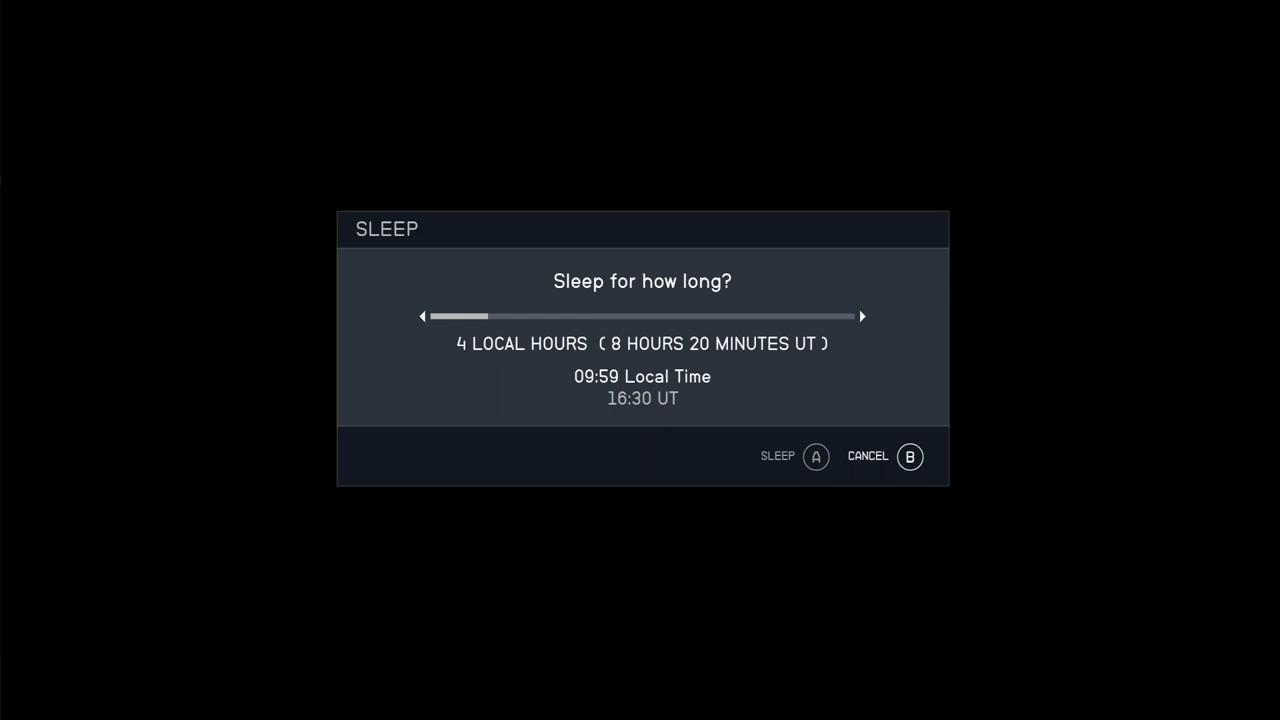 SLEEP
Sleep for how long?
4 LOCAL HOURS ( 8 HOURS 20 MINUTES UT )
09:59 Local Time
16:30 UT
SLEEP A CANCEL B